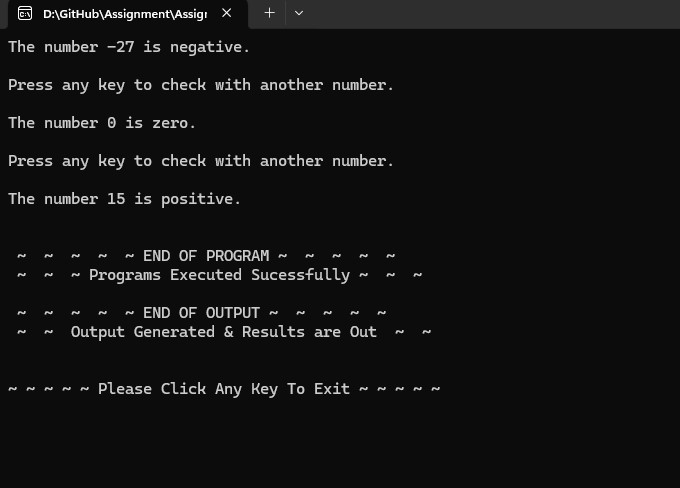 D:\GitHub\Assignment\Assig
The number -27 is negative.
Press any key to check with another number.
The number 0 is zero.
Press any key to check with another number.
The number 15 is positive.
~ ~ ~ ~ ~ END OF PROGRAM ~ ~ ~ ~ ~
~ ~ ~ Programs Executed Sucessfully ~ ~ ~
~ ~ ~ ~ ~ END OF OUTPUT ~ ~ ~ ~ ~
~ ~ Output Generated & Results are Out ~ ~
~ ~ ~ ~ ~ Please Click Any Key To Exit ~ ~ ~ ~ ~